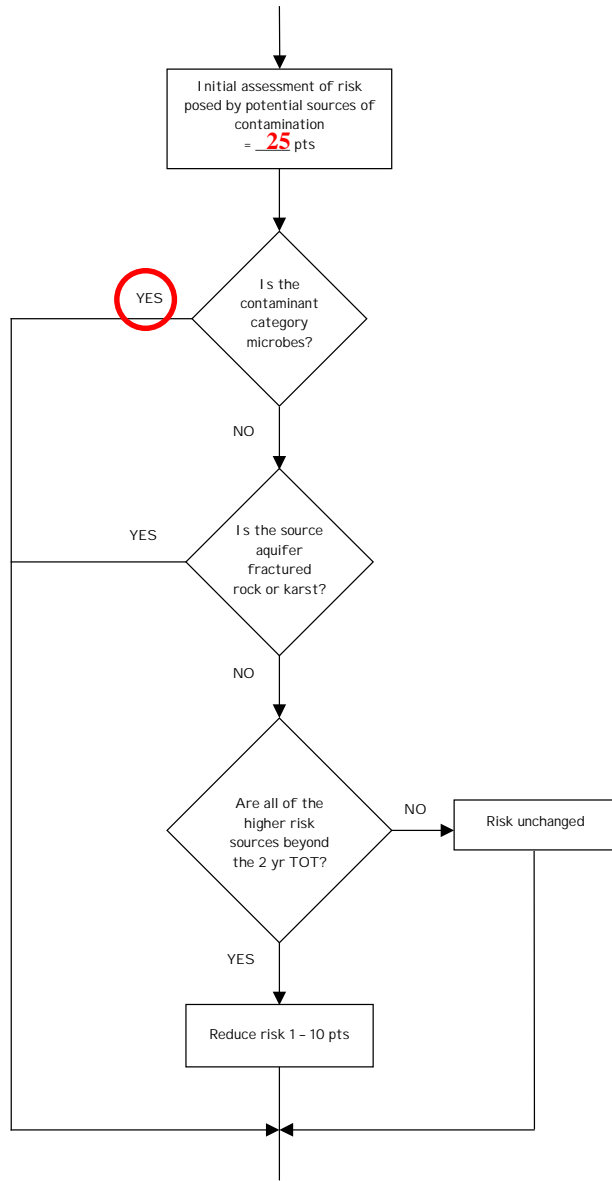 Initial assessment of risk
posed by potential sources of
contamination
= 25 pts
Is the
contaminant
category
microbes?
YES
NO
Is the source
aquifer
fractured
rock or karst?
YES
NO
Are all of the
higher risk
sources beyond
the 2 yr TOT?
NO
Risk unchanged
YES
Reduce risk 1 – 10 pts